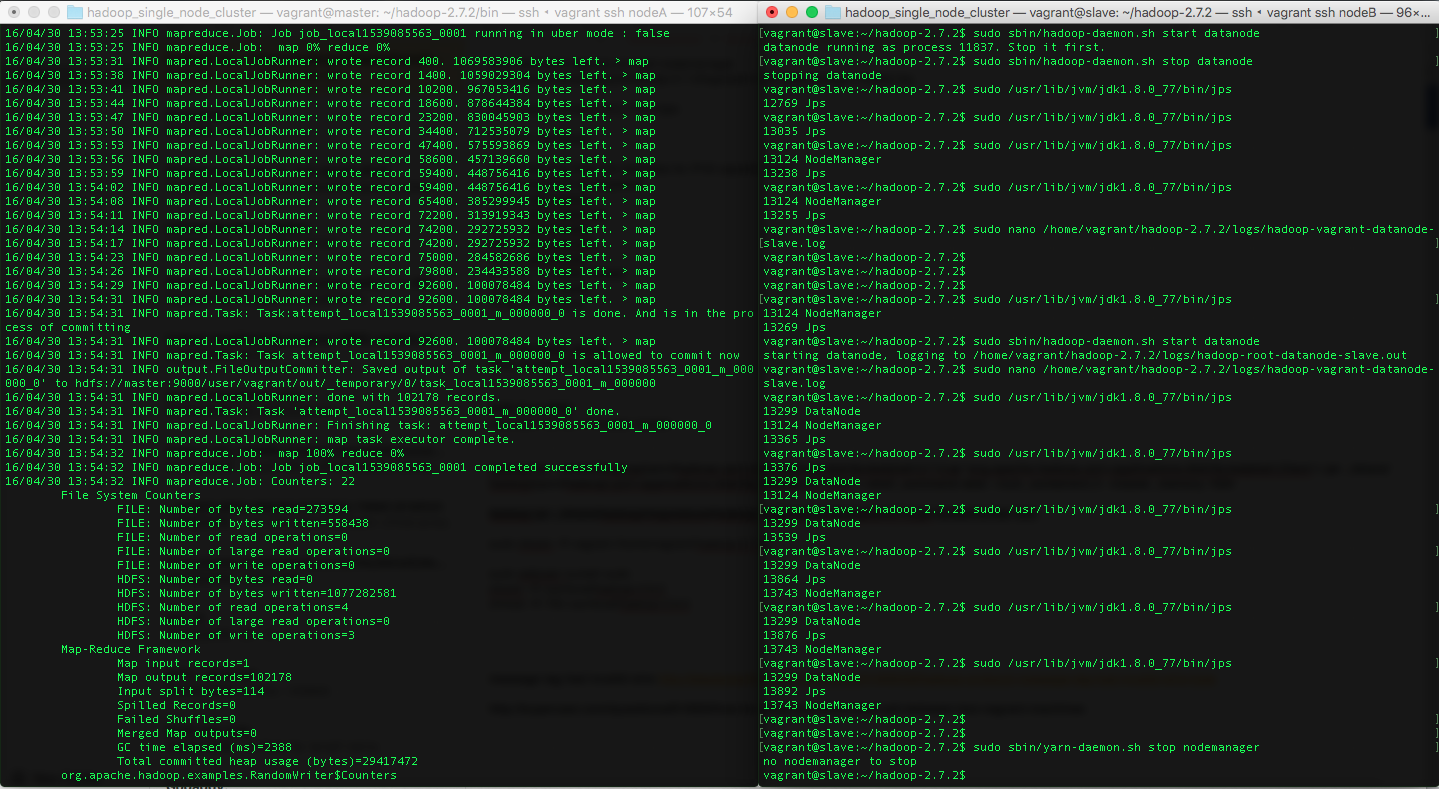 hadoop_single_node_cluster — vagrant@master: ~/hadoop-2.7.2/bin — ssh ◂ vagrant ssh nodeA — 107×54
16/04/30 13:53:25 INFO mapreduce.Job: Job job_local1539085563_0001 running in uber mode : false
16/04/30 13:53:25 INFO mapreduce.Job:  map 0% reduce 0%
16/04/30 13:53:31 INFO mapred.LocalJobRunner: wrote record 400. 1069583906 bytes left. > map
16/04/30 13:53:38 INFO mapred.LocalJobRunner: wrote record 1400. 1059029304 bytes left. > map
16/04/30 13:53:41 INFO mapred.LocalJobRunner: wrote record 10200. 967053416 bytes left. > map
16/04/30 13:53:44 INFO mapred.LocalJobRunner: wrote record 18600. 878644384 bytes left. > map
16/04/30 13:53:47 INFO mapred.LocalJobRunner: wrote record 23200. 830045903 bytes left. > map
16/04/30 13:53:50 INFO mapred.LocalJobRunner: wrote record 34400. 712535079 bytes left. > map
16/04/30 13:53:53 INFO mapred.LocalJobRunner: wrote record 47400. 575593869 bytes left. > map
16/04/30 13:53:56 INFO mapred.LocalJobRunner: wrote record 58600. 457139660 bytes left. > map
16/04/30 13:53:59 INFO mapred.LocalJobRunner: wrote record 59400. 448756416 bytes left. > map
16/04/30 13:54:02 INFO mapred.LocalJobRunner: wrote record 59400. 448756416 bytes left. > map
16/04/30 13:54:08 INFO mapred.LocalJobRunner: wrote record 65400. 385299945 bytes left. > map
16/04/30 13:54:11 INFO mapred.LocalJobRunner: wrote record 72200. 313919343 bytes left. > map
16/04/30 13:54:14 INFO mapred.LocalJobRunner: wrote record 74200. 292725932 bytes left. > map
16/04/30 13:54:17 INFO mapred.LocalJobRunner: wrote record 74200. 292725932 bytes left. > map
16/04/30 13:54:23 INFO mapred.LocalJobRunner: wrote record 75000. 284582686 bytes left. > map
16/04/30 13:54:26 INFO mapred.LocalJobRunner: wrote record 79800. 234433588 bytes left. > map
16/04/30 13:54:29 INFO mapred.LocalJobRunner: wrote record 92600. 100078484 bytes left. > map
16/04/30 13:54:31 INFO mapred.LocalJobRunner: wrote record 92600. 100078484 bytes left. > map
16/04/30 13:54:31 INFO mapred.Task: Task:attempt_local1539085563_0001_m_000000_0 is done. And is in the pro
cess of committing
16/04/30 13:54:31 INFO mapred.LocalJobRunner: wrote record 92600. 100078484 bytes left. > map
16/04/30 13:54:31 INFO mapred.Task: Task attempt_local1539085563_0001_m_000000_0 is allowed to commit now
16/04/30 13:54:31 INFO output.FileOutputCommitter: Saved output of task 'attempt_local1539085563_0001_m_000
000_0' to hdfs://master:9000/user/vagrant/out/_temporary/0/task_local1539085563_0001_m_000000
16/04/30 13:54:31 INFO mapred.LocalJobRunner: done with 102178 records.
16/04/30 13:54:31 INFO mapred.Task: Task 'attempt_local1539085563_0001_m_000000_0' done.
16/04/30 13:54:31 INFO mapred.LocalJobRunner: Finishing task: attempt_local1539085563_0001_m_000000_0
16/04/30 13:54:31 INFO mapred.LocalJobRunner: map task executor complete.
16/04/30 13:54:32 INFO mapreduce.Job:  map 100% reduce 0%
16/04/30 13:54:32 INFO mapreduce.Job: Job job_local1539085563_0001 completed successfully
16/04/30 13:54:32 INFO mapreduce.Job: Counters: 22
File System Counters
FILE: Number of bytes read=273594
FILE: Number of bytes written=558438
FILE: Number of read operations=0
FILE: Number of large read operations=0
FILE: Number of write operations=0
HDFS: Number of bytes read=0
HDFS: Number of bytes written=1077282581
HDFS: Number of read operations=4
HDFS: Number of large read operations=0
HDFS: Number of write operations=3
Map-Reduce Framework
Map input records=1
Map output records=102178
Input split bytes=114
Spilled Records=0
Failed Shuffles=0
Merged Map outputs=0
GC time elapsed (ms)=2388
Total committed heap usage (bytes)=29417472
org.apache.hadoop.examples.RandomWriter$Counters
hadoop_single_node_cluster — vagrant@slave: ~/hadoop-2.7.2 — ssh ◂ vagrant ssh nodeB — 96×...
[vagrant@slave:~/hadoop-2.7.2$ sudo sbin/hadoop-daemon.sh start datanode ]
datanode running as process 11837. Stop it first.
[vagrant@slave:~/hadoop-2.7.2$ sudo sbin/hadoop-daemon.sh stop datanode ]
stopping datanode
vagrant@slave:~/hadoop-2.7.2$ sudo /usr/lib/jvm/jdk1.8.0_77/bin/jps
12769 Jps
vagrant@slave:~/hadoop-2.7.2$ sudo /usr/lib/jvm/jdk1.8.0_77/bin/jps
13035 Jps
[vagrant@slave:~/hadoop-2.7.2$ sudo /usr/lib/jvm/jdk1.8.0_77/bin/jps ]
13124 NodeManager
13238 Jps
vagrant@slave:~/hadoop-2.7.2$ sudo /usr/lib/jvm/jdk1.8.0_77/bin/jps
13124 NodeManager
13255 Jps
vagrant@slave:~/hadoop-2.7.2$ sudo nano /home/vagrant/hadoop-2.7.2/logs/hadoop-vagrant-datanode-
[slave.log ]
vagrant@slave:~/hadoop-2.7.2$
vagrant@slave:~/hadoop-2.7.2$
vagrant@slave:~/hadoop-2.7.2$
[vagrant@slave:~/hadoop-2.7.2$ sudo /usr/lib/jvm/jdk1.8.0_77/bin/jps ]
13124 NodeManager
13269 Jps
vagrant@slave:~/hadoop-2.7.2$ sudo sbin/hadoop-daemon.sh start datanode
starting datanode, logging to /home/vagrant/hadoop-2.7.2/logs/hadoop-root-datanode-slave.out
vagrant@slave:~/hadoop-2.7.2$ sudo nano /home/vagrant/hadoop-2.7.2/logs/hadoop-vagrant-datanode-
slave.log
vagrant@slave:~/hadoop-2.7.2$ sudo /usr/lib/jvm/jdk1.8.0_77/bin/jps
13299 DataNode
13124 NodeManager
13365 Jps
vagrant@slave:~/hadoop-2.7.2$ sudo /usr/lib/jvm/jdk1.8.0_77/bin/jps
13376 Jps
13299 DataNode
13124 NodeManager
[vagrant@slave:~/hadoop-2.7.2$ sudo /usr/lib/jvm/jdk1.8.0_77/bin/jps ]
13299 DataNode
13539 Jps
[vagrant@slave:~/hadoop-2.7.2$ sudo /usr/lib/jvm/jdk1.8.0_77/bin/jps ]
13299 DataNode
13864 Jps
13743 NodeManager
[vagrant@slave:~/hadoop-2.7.2$ sudo /usr/lib/jvm/jdk1.8.0_77/bin/jps ]
13299 DataNode
13876 Jps
13743 NodeManager
[vagrant@slave:~/hadoop-2.7.2$ sudo /usr/lib/jvm/jdk1.8.0_77/bin/jps ]
13299 DataNode
13892 Jps
13743 NodeManager
[vagrant@slave:~/hadoop-2.7.2$ ]
[vagrant@slave:~/hadoop-2.7.2$ ]
[vagrant@slave:~/hadoop-2.7.2$ sudo sbin/yarn-daemon.sh stop nodemanager ]
no nodemanager to stop
vagrant@slave:~/hadoop-2.7.2$